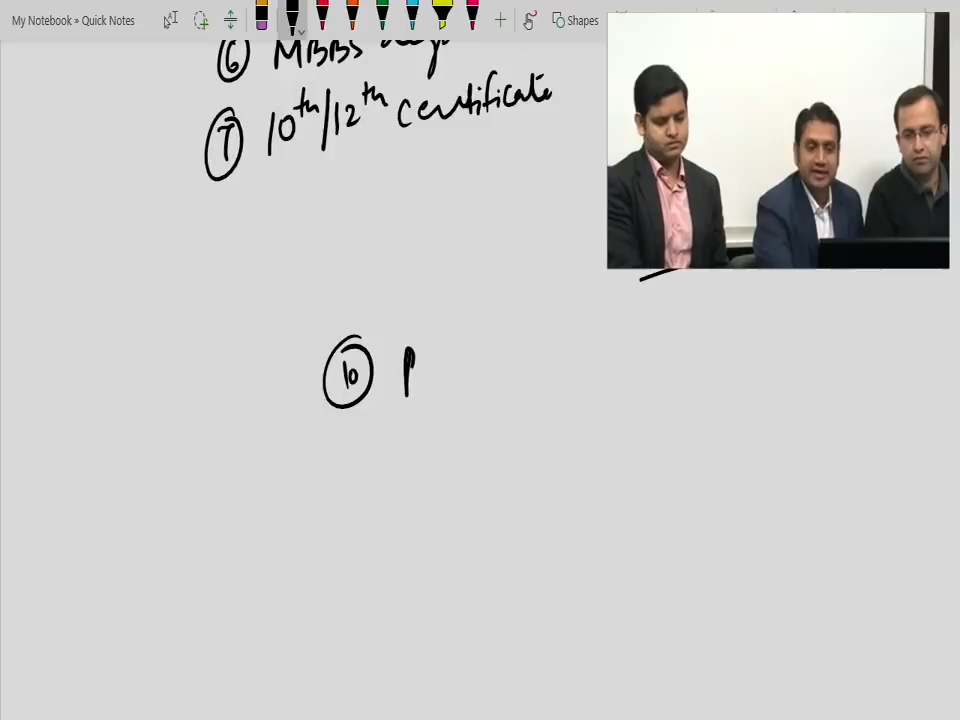 My Notebook » Quick Notes
Shapes
6 MBBS
7 10th/12th certificate
10 P